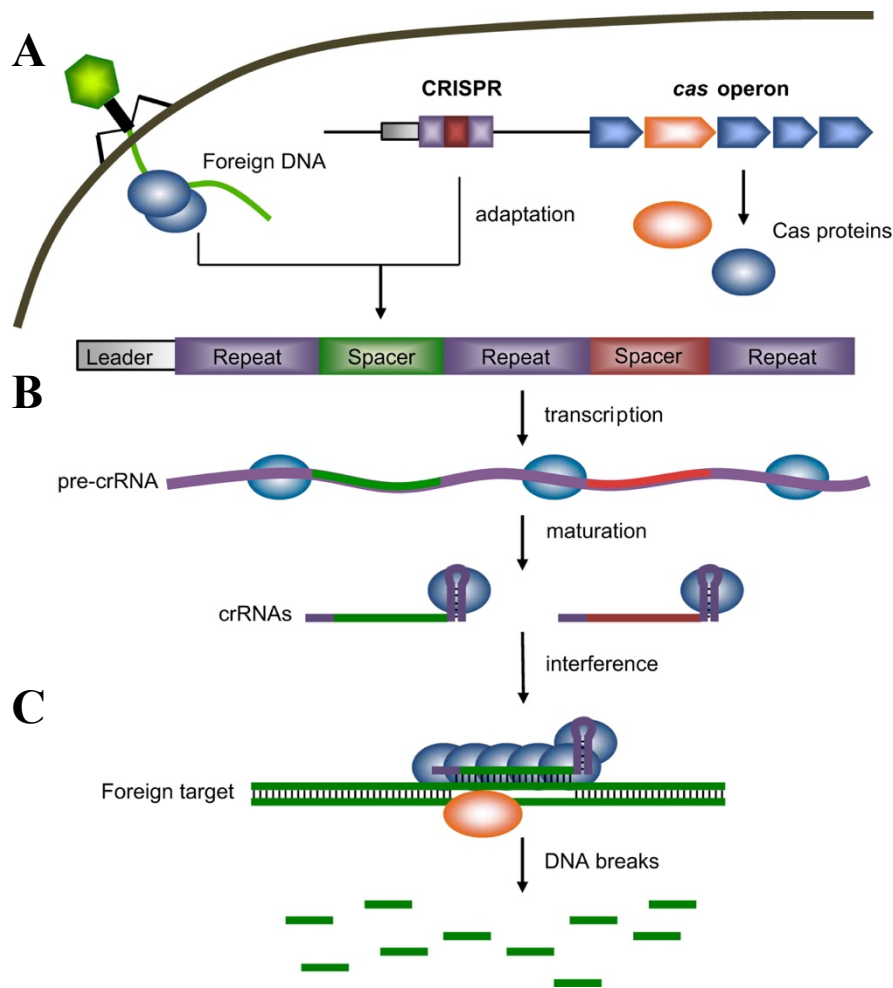 A
CRISPR
cas operon
Foreign DNA
adaptation
Cas proteins
Leader Repeat Spacer Repeat Spacer Repeat
B
transcription
pre-crRNA
maturation
crRNAs
interference
C
Foreign target
DNA breaks